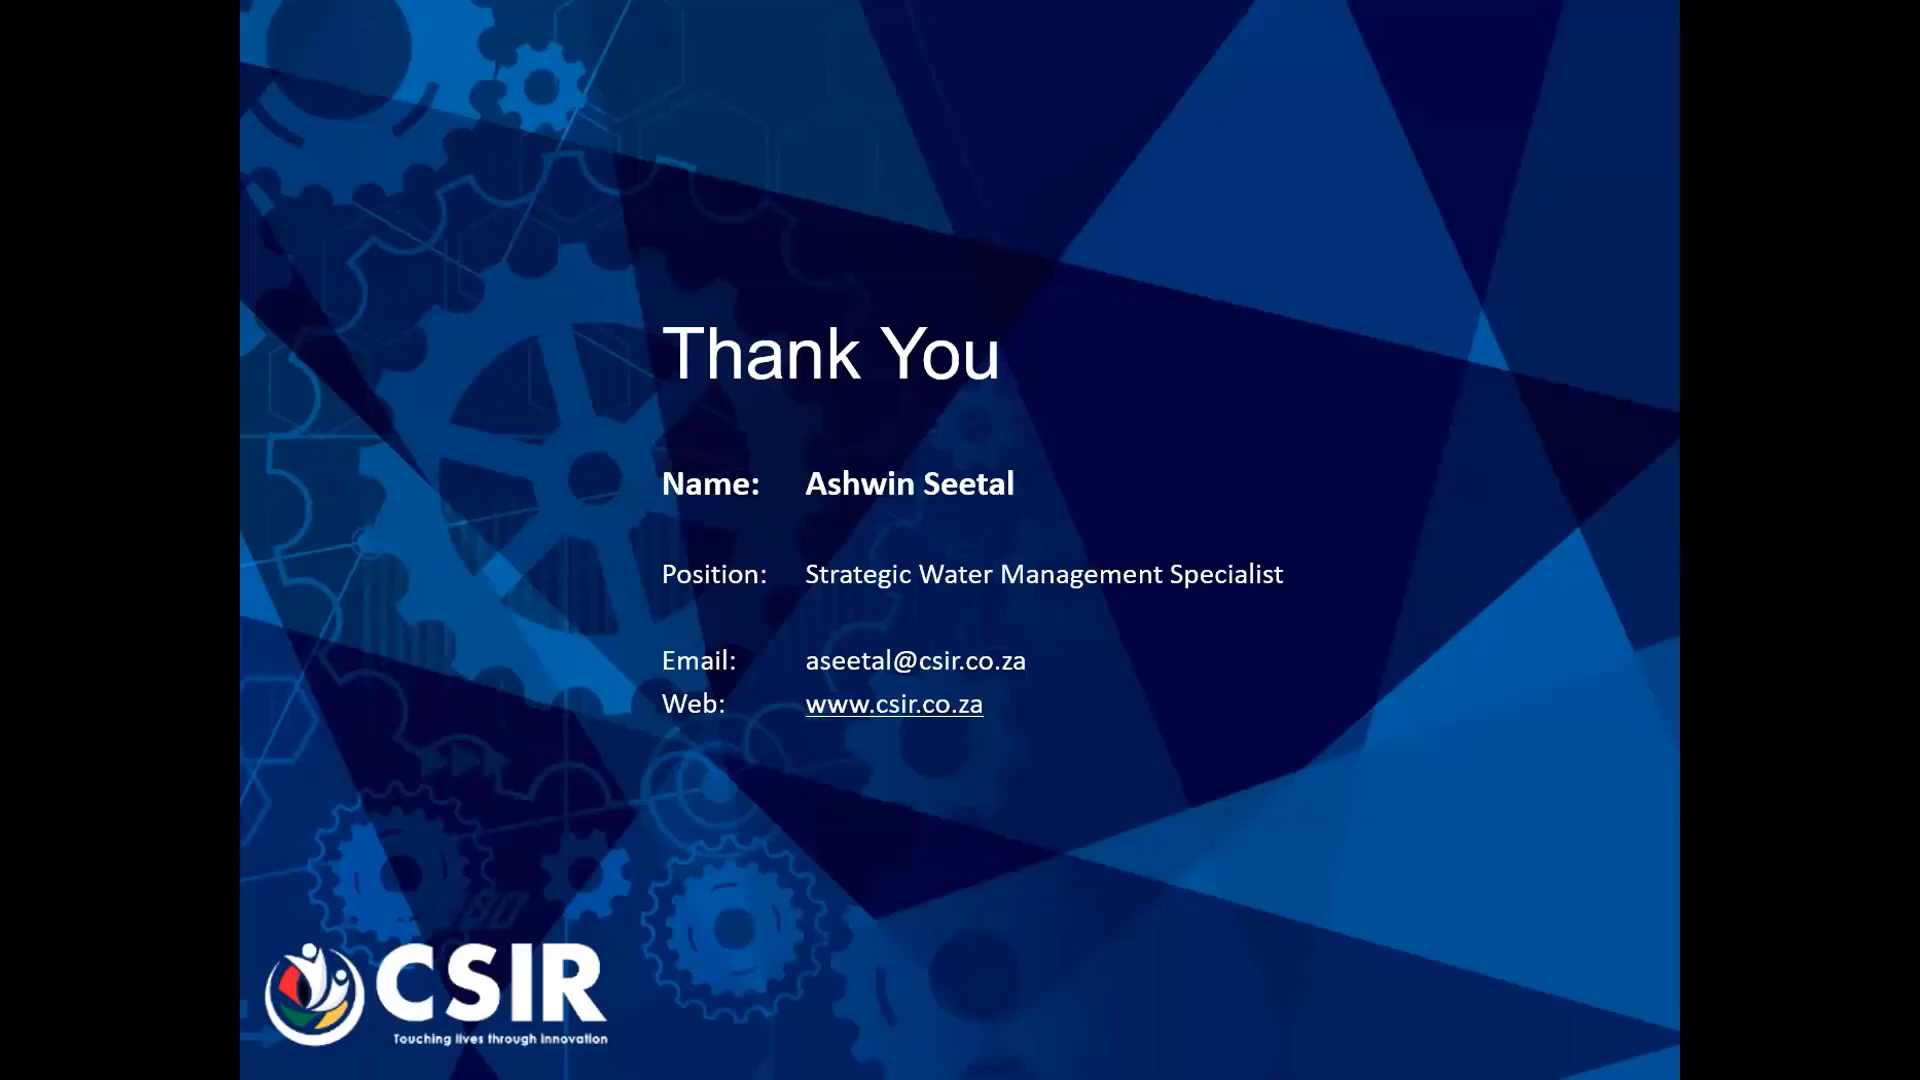 Thank You
Name: Ashwin Seetal
Position: Strategic Water Management Specialist
Email: aseetal@csir.co.za
Web: www.csir.co.za
80
CSIR
Touching lives through innovation